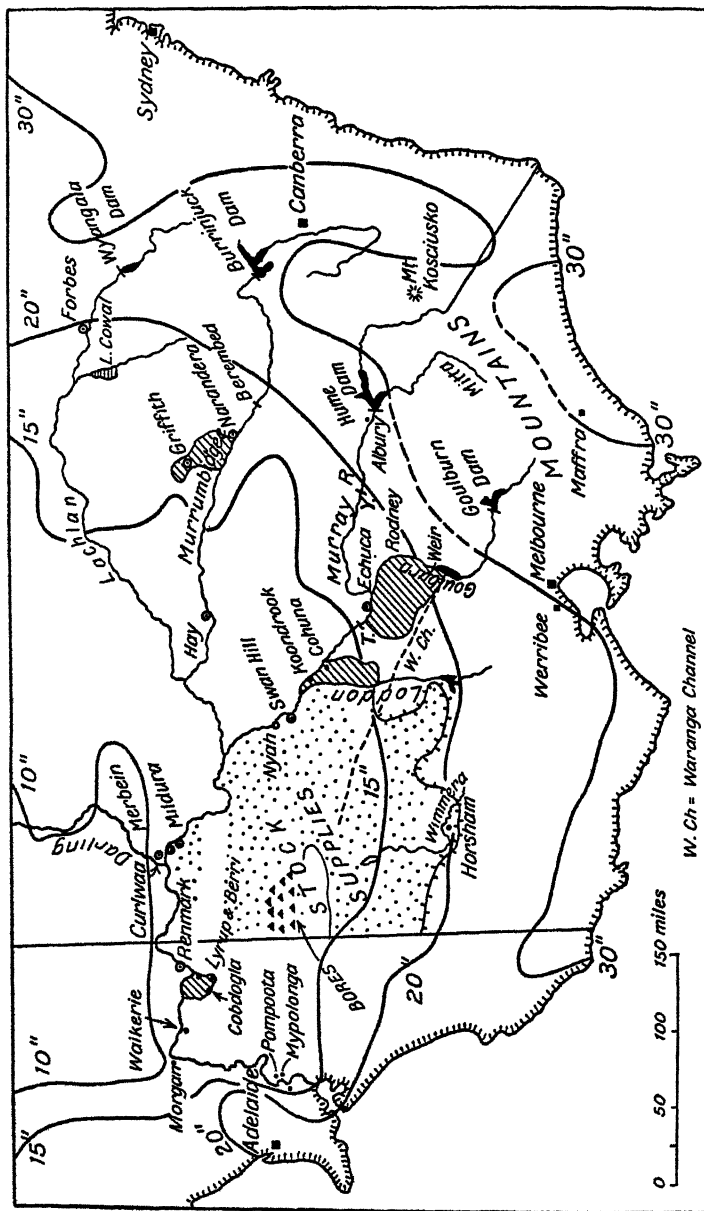 15"
10"
10"
15"
20"
30"
Sydney
Waikerie
Morgan
Renmark
Lyrup & Berri
Cobdogla
Curlwaa
Darling
Merbein
Mildura
Lachlan
Forbes
L. Cowal
Wyangala
Dam
Hay
Murrumbidgee
Griffith
Narandera
Berembed
Burrinjuck
Dam
Canberra
20"
Adelaide
Pompoota
Mypolonga
BORES
STOCK
SUPPLIES
Nyah
Swan Hill
Koondrook
Cohuna
Loddon
15"
W. Ch.
T.
Echuca
Murray R.
Rodney
Goulburn
Weir
Albury
Hume
Dam
Mitta
Mt
Kosciusko
20"
Wimmera
Horsham
Goulburn
Dam
MOUNTAINS
Werribee
Melbourne
Maffra
30"
30"
30"
0 50 100 150 miles
W. Ch = Waranga Channel